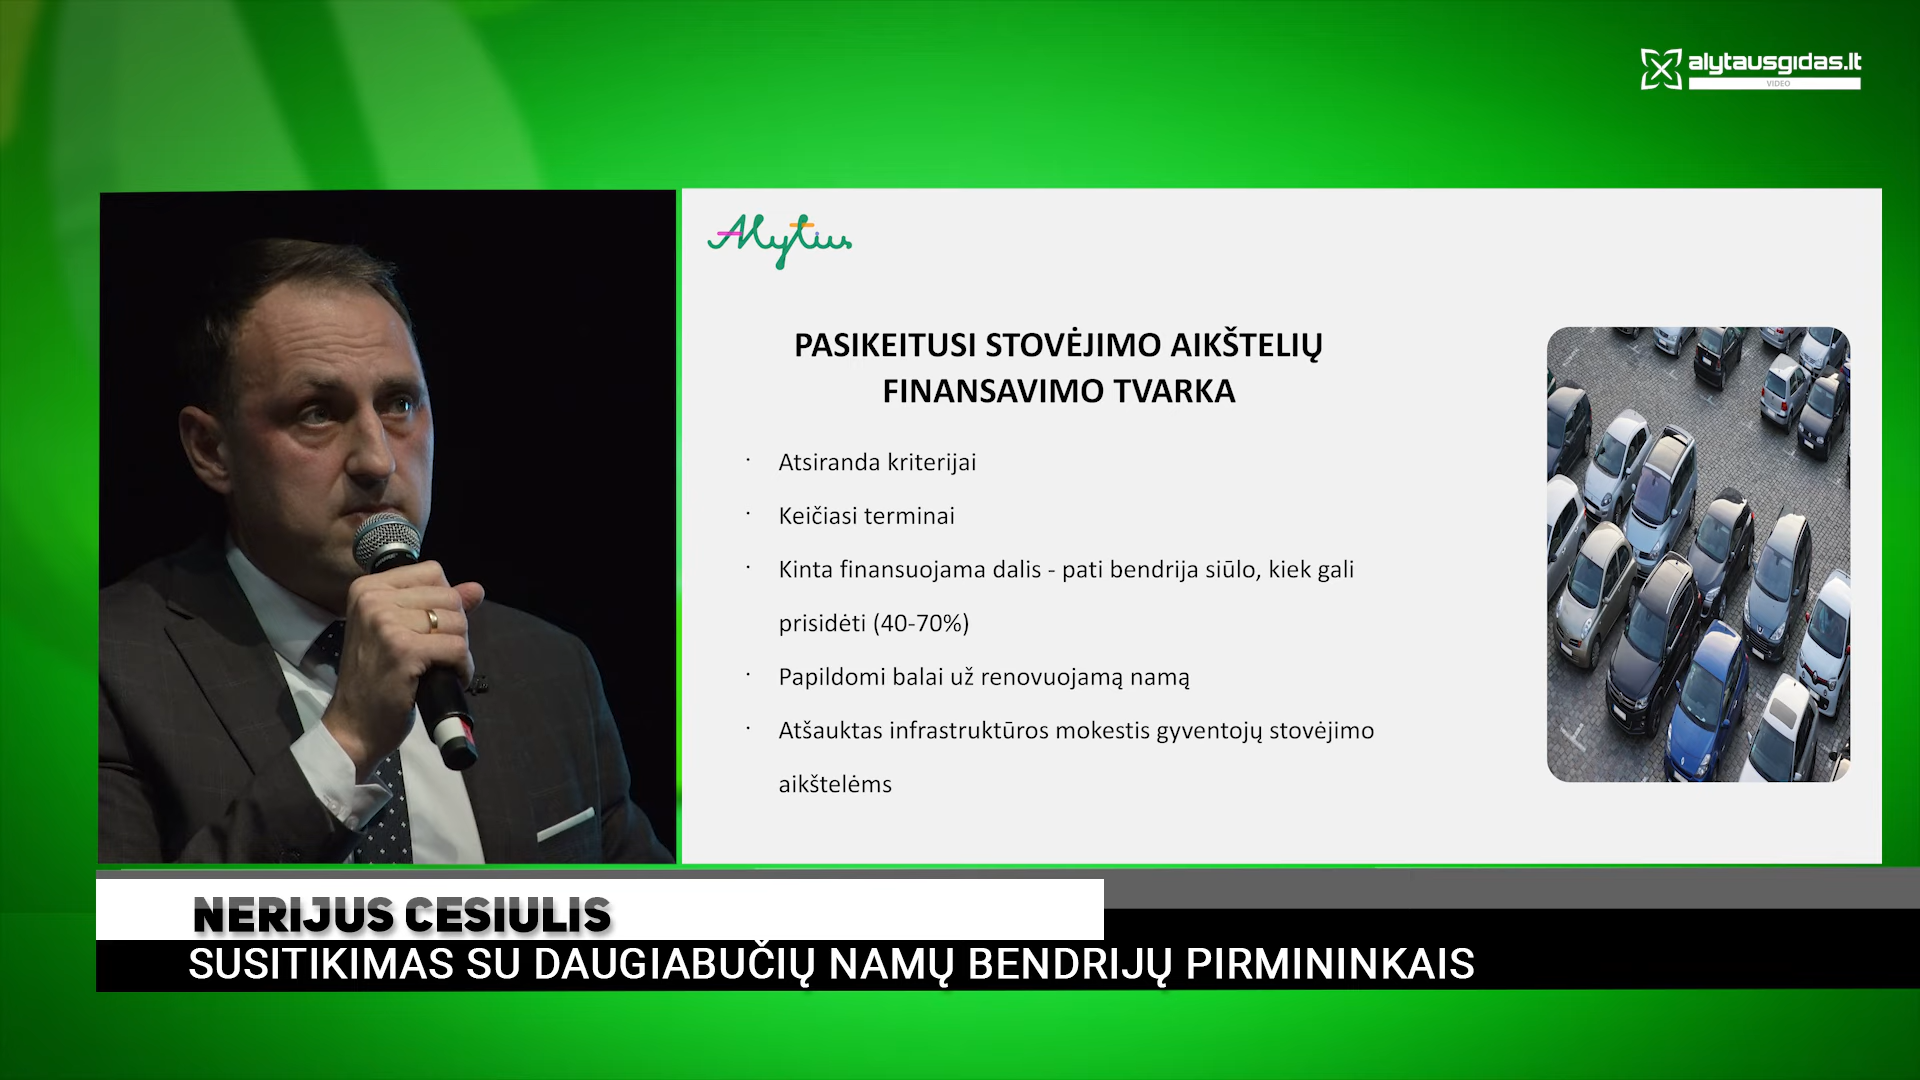 alytausgidas.lt
VIDEO
Alytus
PASIKEITUSI STOVĖJIMO AIKŠTELIŲ
FINANSAVIMO TVARKA
· Atsiranda kriterijai
· Keičiasi terminai
· Kinta finansuojama dalis - pati bendrija siūlo, kiek gali
prisidėti (40-70%)
· Papildomi balai už renovuojamą namą
· Atšauktas infrastruktūros mokestis gyventojų stovėjimo
aikštelėms
NERIJUS CESIULIS
SUSITIKIMAS SU DAUGIABUČIŲ NAMŲ BENDRIJŲ PIRMININKAIS